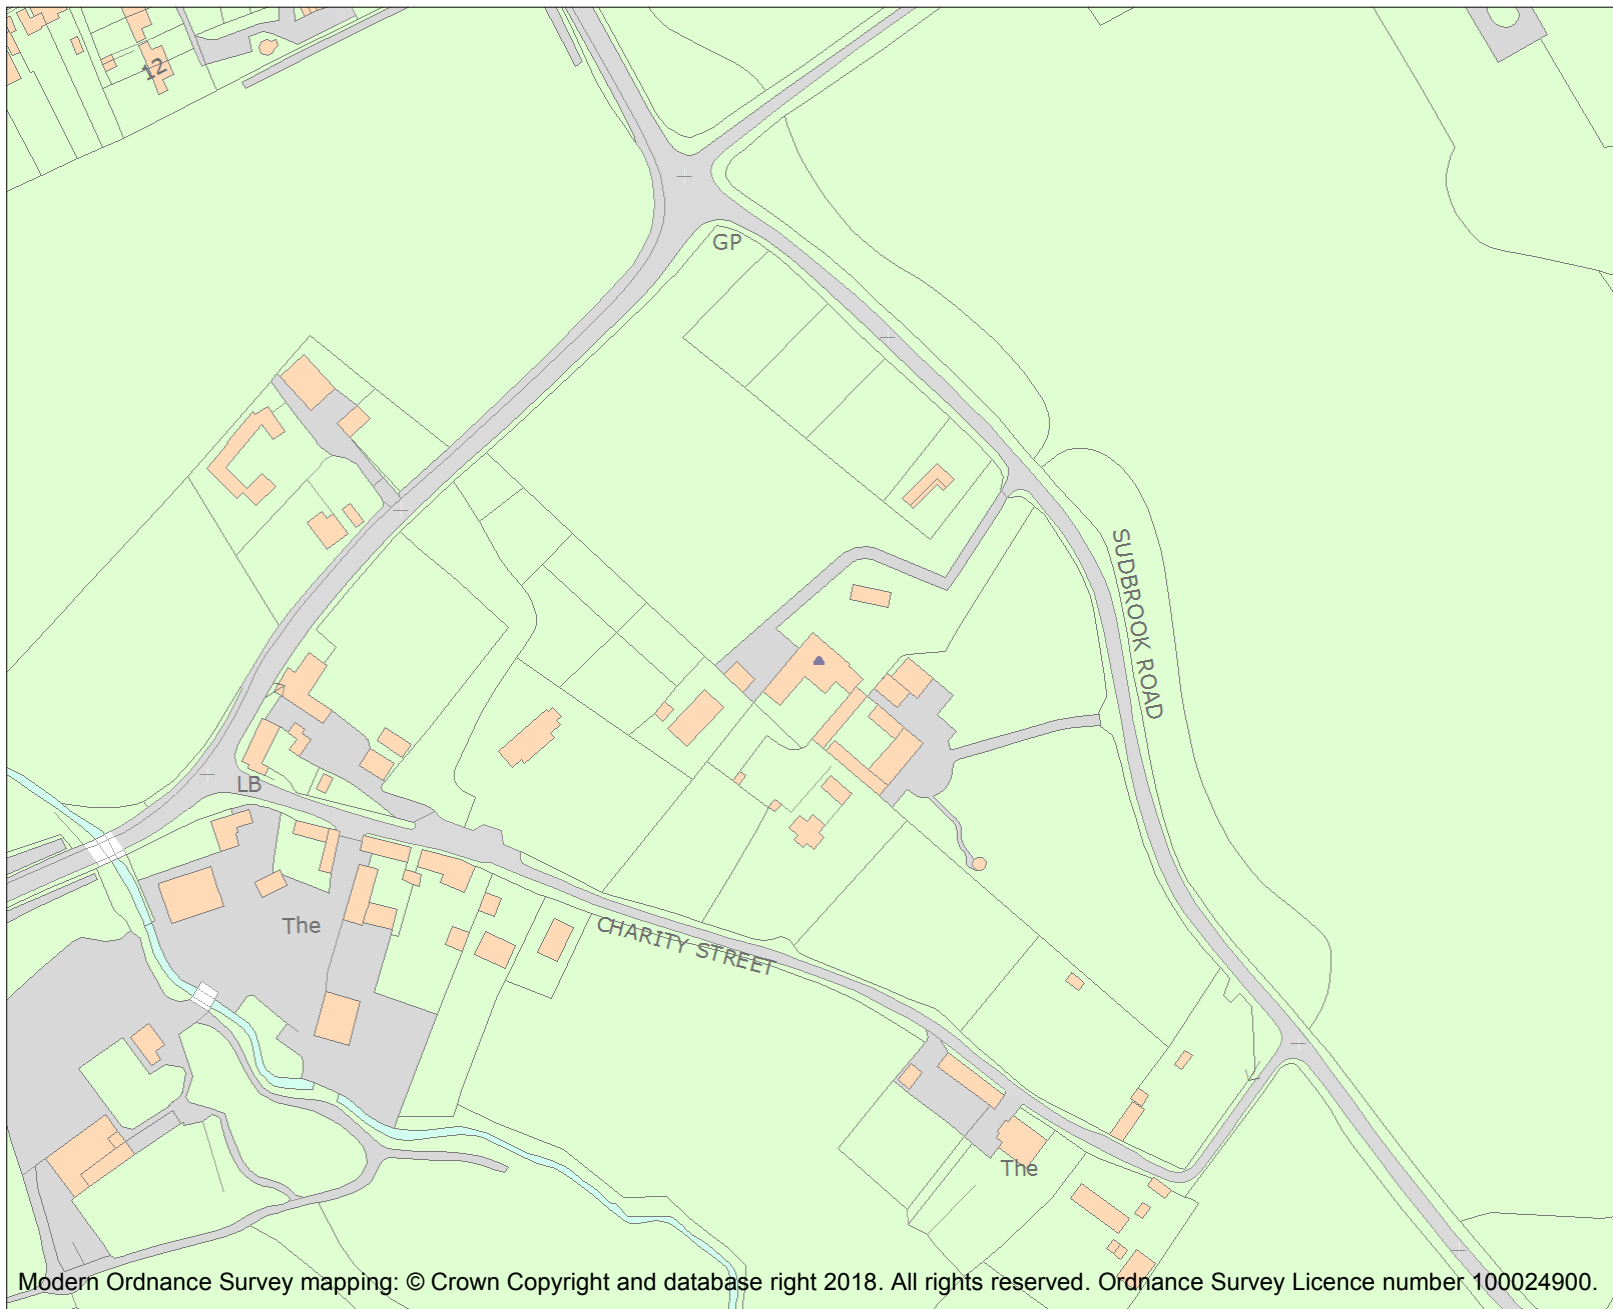 12
GP
SUDBROOK ROAD
LB
The
CHARITY STREET
The
Modern Ordnance Survey mapping: © Crown Copyright and database right 2018. All rights reserved. Ordnance Survey Licence number 100024900.